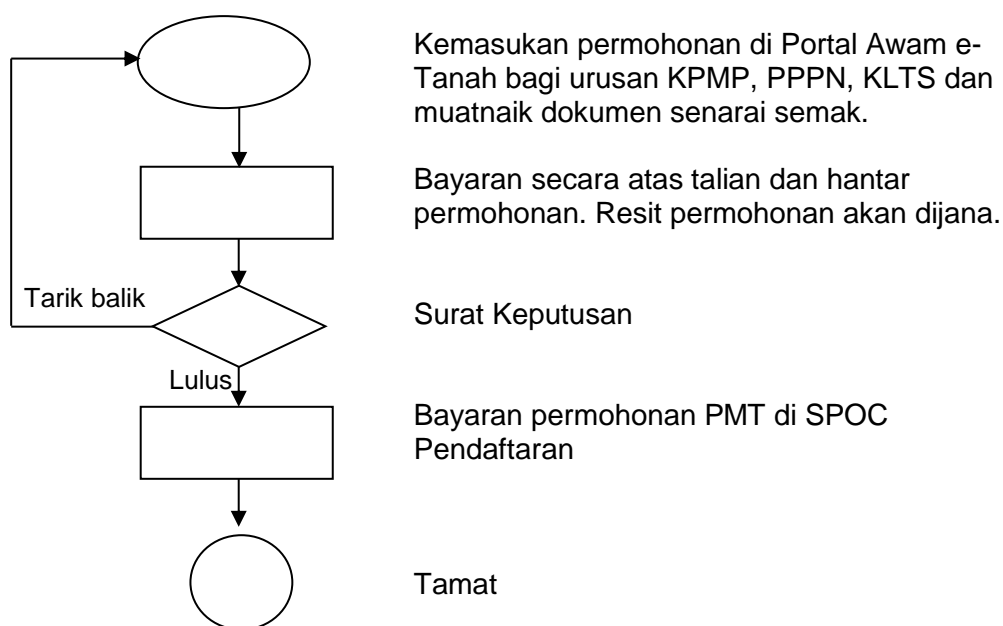 Kemasukan permohonan di Portal Awam e-
Tanah bagi urusan KPMP, PPPN, KLTS dan
muatnaik dokumen senarai semak.
Bayaran secara atas talian dan hantar
permohonan. Resit permohonan akan dijana.
Tarik balik
Surat Keputusan
Lulus
Bayaran permohonan PMT di SPOC
Pendaftaran
Tamat